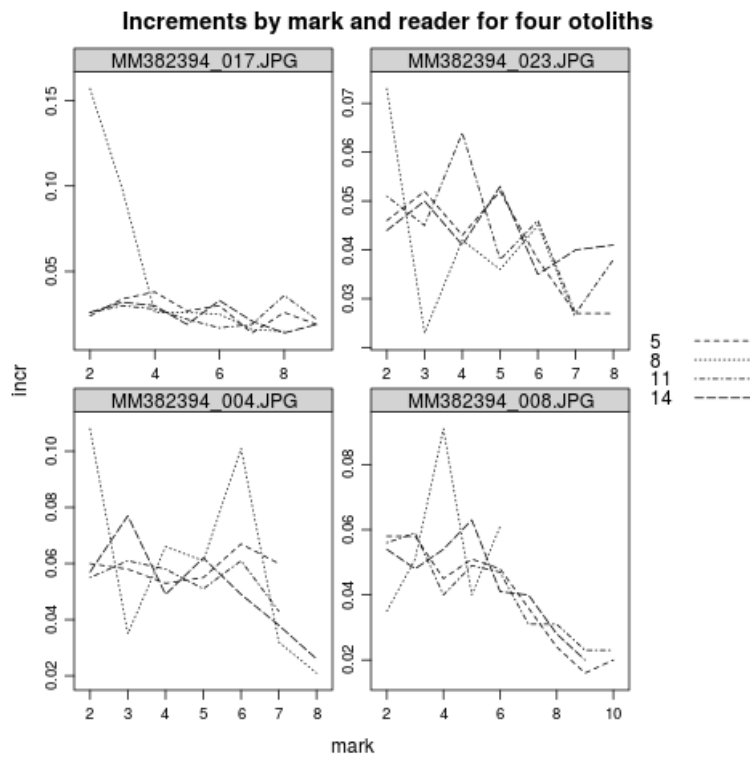 Increments by mark and reader for four otoliths
MM382394_017.JPG
MM382394_023.JPG
0.15
0.10
0.05
2 4 6 8
0.07
0.06
0.05
0.04
0.03
2 3 4 5 6 7 8
5
8
11
14
incr
MM382394_004.JPG
MM382394_008.JPG
0.10
0.08
0.06
0.04
0.02
2 3 4 5 6 7 8
0.08
0.06
0.04
0.02
2 4 6 8 10
mark